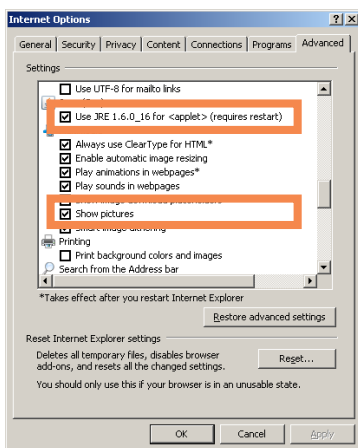 Internet Options
General Security Privacy Content Connections Programs Advanced
Settings
Use UTF-8 for mailto links
Use JRE 1.6.0_16 for <applet> (requires restart)
Always use ClearType for HTML*
Enable automatic image resizing
Play animations in webpages*
Play sounds in webpages
Show pictures
Smart image dithering
Printing
Print background colors and images
Search from the Address bar
*Takes effect after you restart Internet Explorer
Restore advanced settings
Reset Internet Explorer settings
Deletes all temporary files, disables browser
add-ons, and resets all the changed settings.
Reset...
You should only use this if your browser is in an unusable state.
OK Cancel Apply